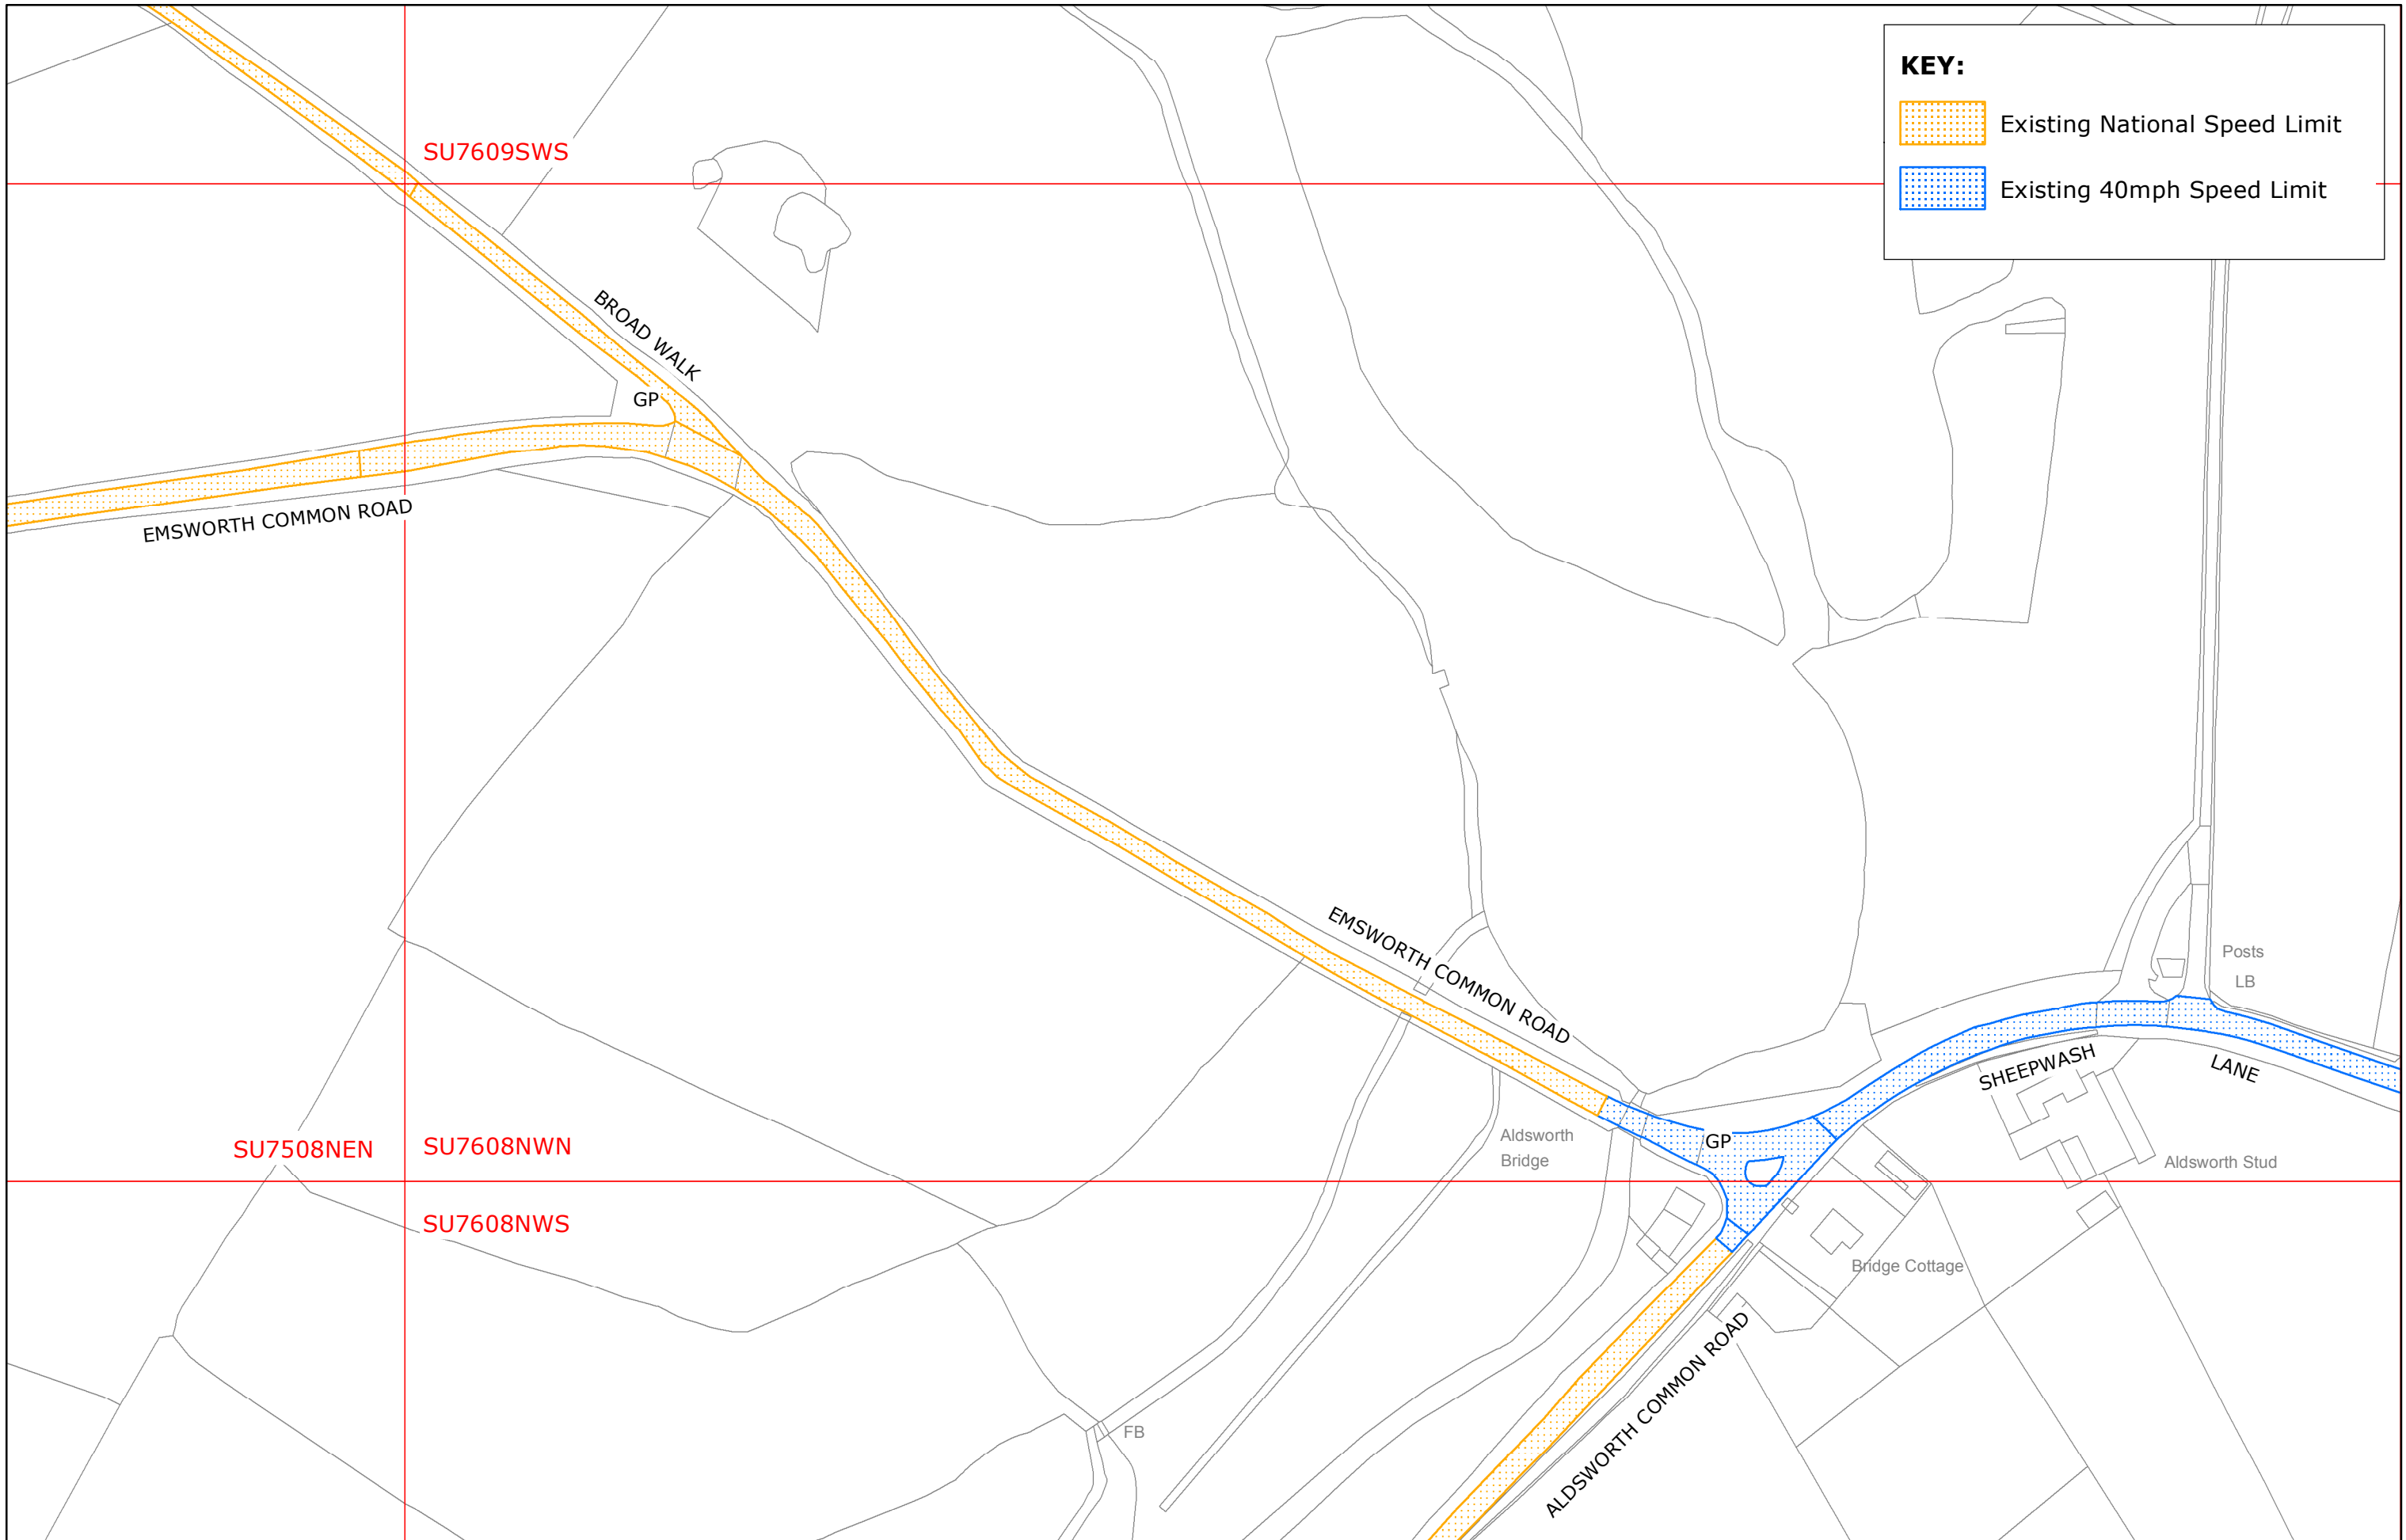 KEY:
Existing National Speed Limit
Existing 40mph Speed Limit
SU7609SWS
BROAD WALK
GP
EMSWORTH COMMON ROAD
EMSWORTH COMMON ROAD
Posts
LB
SHEEPWASH
LANE
Aldsworth
Bridge
GP
SU7508NEN
SU7608NWN
Aldsworth Stud
SU7608NWS
Bridge Cottage
ALDSWORTH COMMON ROAD
FB